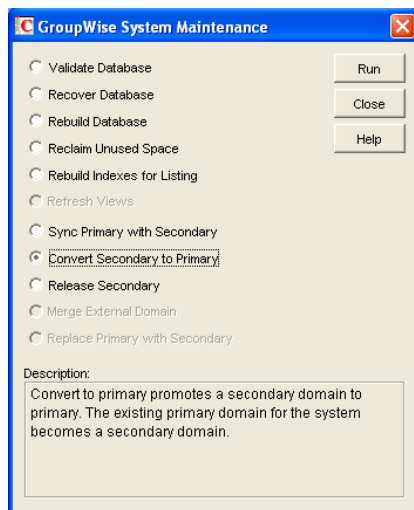 GroupWise System Maintenance
Validate Database
Run
Recover Database
Close
Rebuild Database
Help
Reclaim Unused Space
Rebuild Indexes for Listing
Refresh Views
Sync Primary with Secondary
Convert Secondary to Primary
Release Secondary
Merge External Domain
Replace Primary with Secondary
Description:
Convert to primary promotes a secondary domain to
primary. The existing primary domain for the system
becomes a secondary domain.